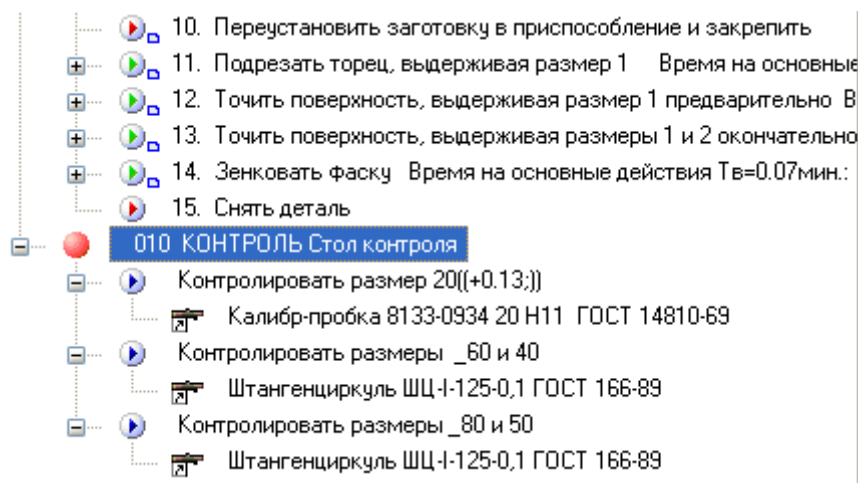 10. Переустановить заготовку в приспособление и закрепить
11. Подрезать торец, выдерживая размер 1 Время на основные
12. Точить поверхность, выдерживая размер 1 предварительно В
13. Точить поверхность, выдерживая размеры 1 и 2 окончательно
14. Зенковать фаску Время на основные действия Тв=0.07мин.:
15. Снять деталь
010 КОНТРОЛЬ Стол контроля
Контролировать размер 20((+0.13;))
Калибр-пробка 8133-0934 20 H11 ГОСТ 14810-69
Контролировать размеры _60 и 40
Штангенциркуль ШЦ-I-125-0,1 ГОСТ 166-89
Контролировать размеры _80 и 50
Штангенциркуль ШЦ-I-125-0,1 ГОСТ 166-89